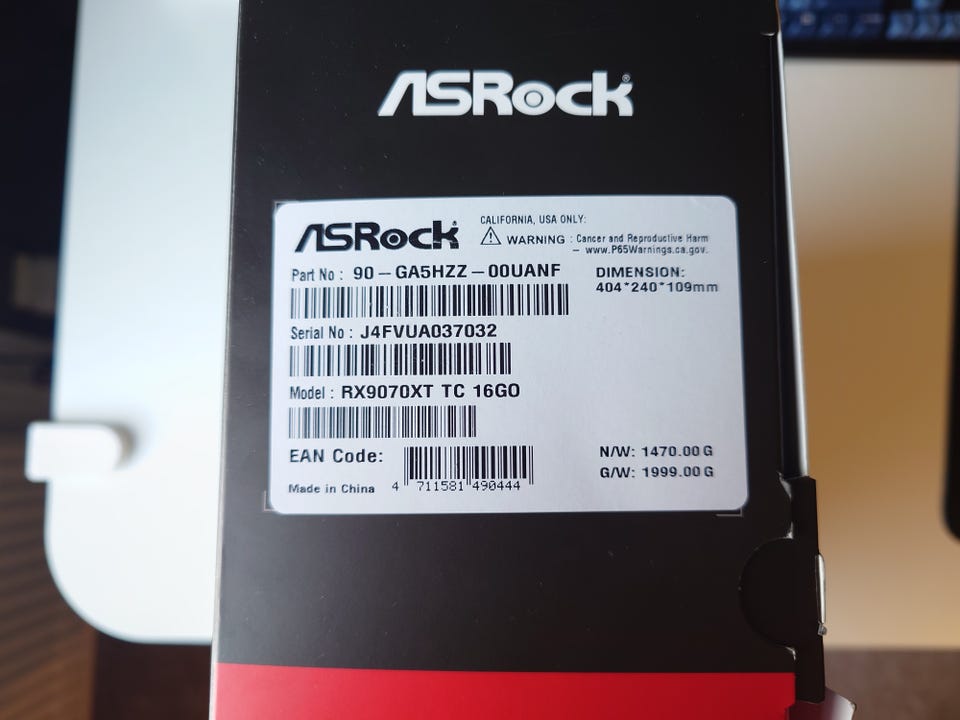 ASRock®
ASRock®
CALIFORNIA, USA ONLY:
WARNING : Cancer and Reproductive Harm
– www.P65Warnings.ca.gov.
Part No : 90-GA5HZZ-00UANF
DIMENSION:
404*240*109mm
Serial No : J4FVUA037032
Model : RX9070XT TC 16GO
EAN Code:
4 711581 490444
Made in China
N/W: 1470.00 G
G/W: 1999.00 G